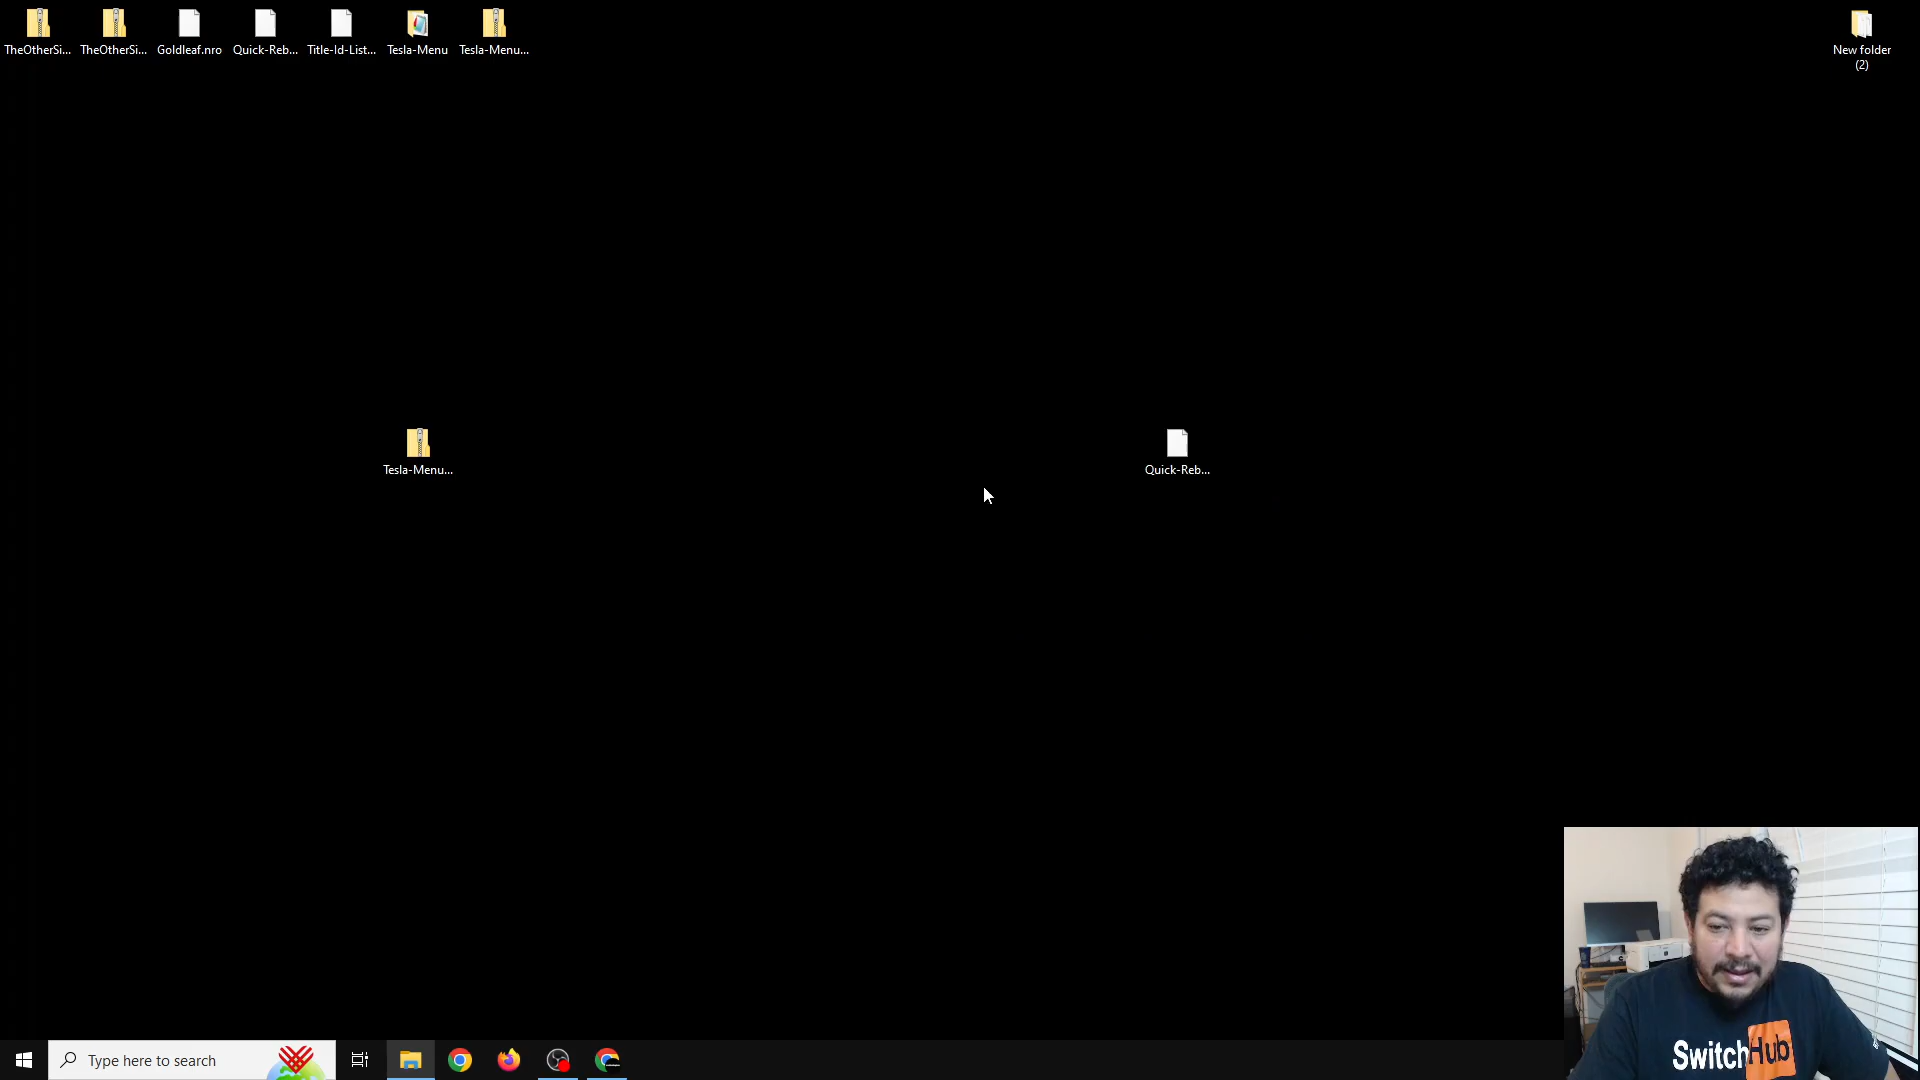 TheOtherSi...
TheOtherSi...
Goldleaf.nro
Quick-Reb...
Title-Id-List...
Tesla-Menu
Tesla-Menu...
New folder
(2)
Tesla-Menu...
Quick-Reb...
SwitchHub
Type here to search